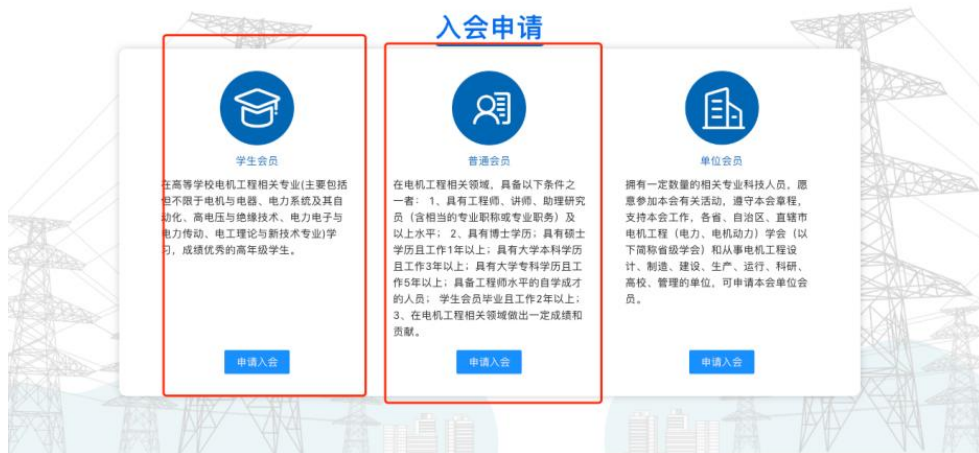 入会申请
学生会员
在高等学校电机工程相关专业(主要包括
但不限于电机与电器、电力系统及其自
动化、高电压与绝缘技术、电力电子与
电力传动、电工理论与新技术专业)学
习，成绩优秀的高年级学生。
申请入会
普通会员
在电机工程相关领域，具备以下条件之
一者： 1、具有工程师、讲师、助理研究
员（含相当的专业职称或专业职务）及
以上水平； 2、具有博士学历；具有硕士
学历且工作1年以上；具有大学本科学历
且工作3年以上；具有大学专科学历且工
作5年以上；具备工程师水平的自学成才
的人员； 学生会员毕业且工作2年以上；
3、在电机工程相关领域做出一定成绩和
贡献。
申请入会
单位会员
拥有一定数量的相关专业科技人员，愿
意参加本会有关活动，遵守本会章程，
支持本会工作，各省、自治区、直辖市
电机工程（电力、电机动力）学会（以
下简称省级学会）和从事电机工程设
计、制造、建设、生产、运行、科研、
高校、管理的单位，可申请本会单位会
员。
申请入会